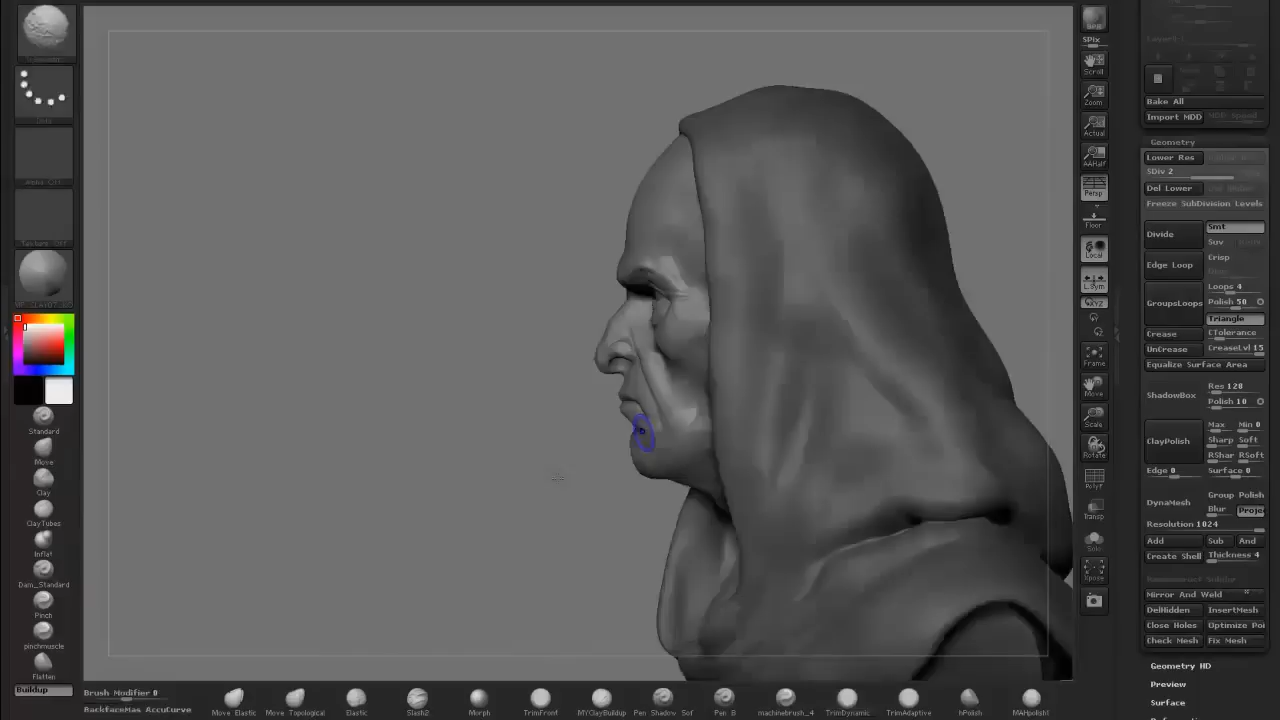 SPix
Scroll
Zoom
Actual
AAHalf
Persp
Floor
Local
L.Sym
Frame
Move
Scale
Rotate
PolyF
Transp
Solo
Xpose
Standard
Move
Clay
ClayTubes
Inflat
Dam_Standard
Pinch
pinchmuscle
Flatten
Buildup
Brush Modifier 0
BackFaceMas AccuCurve
Move Elastic
Move Topological
Elastic
Slash2
Morph
TrimFront
MYClayBuildup
Pen Shadow Sof
Pen B
machinebrush_4
TrimDynamic
TrimAdaptive
hPolish
MAHpolish1
Bake All
Import MDD
Geometry
Lower Res
SDiv 2
Del Lower
Freeze SubDivision Levels
Divide
Smt
Suv
Edge Loop
Crisp
Loops 4
GroupsLoops
Polish 50
Triangle
Crease
CTolerance
UnCrease
CreaseLvl 15
Equalize Surface Area
ShadowBox
Res 128
Polish 10
ClayPolish
Max Min 0
Sharp Soft
RShar RSoft
Edge 0 Surface 0
DynaMesh
Group Polish
Blur Proje
Resolution 1024
Add Sub And
Create Shell Thickness 4
Mirror And Weld
DelHidden InsertMesh
Close Holes Optimize Poi
Check Mesh Fix Mesh
Geometry HD
Preview
Surface